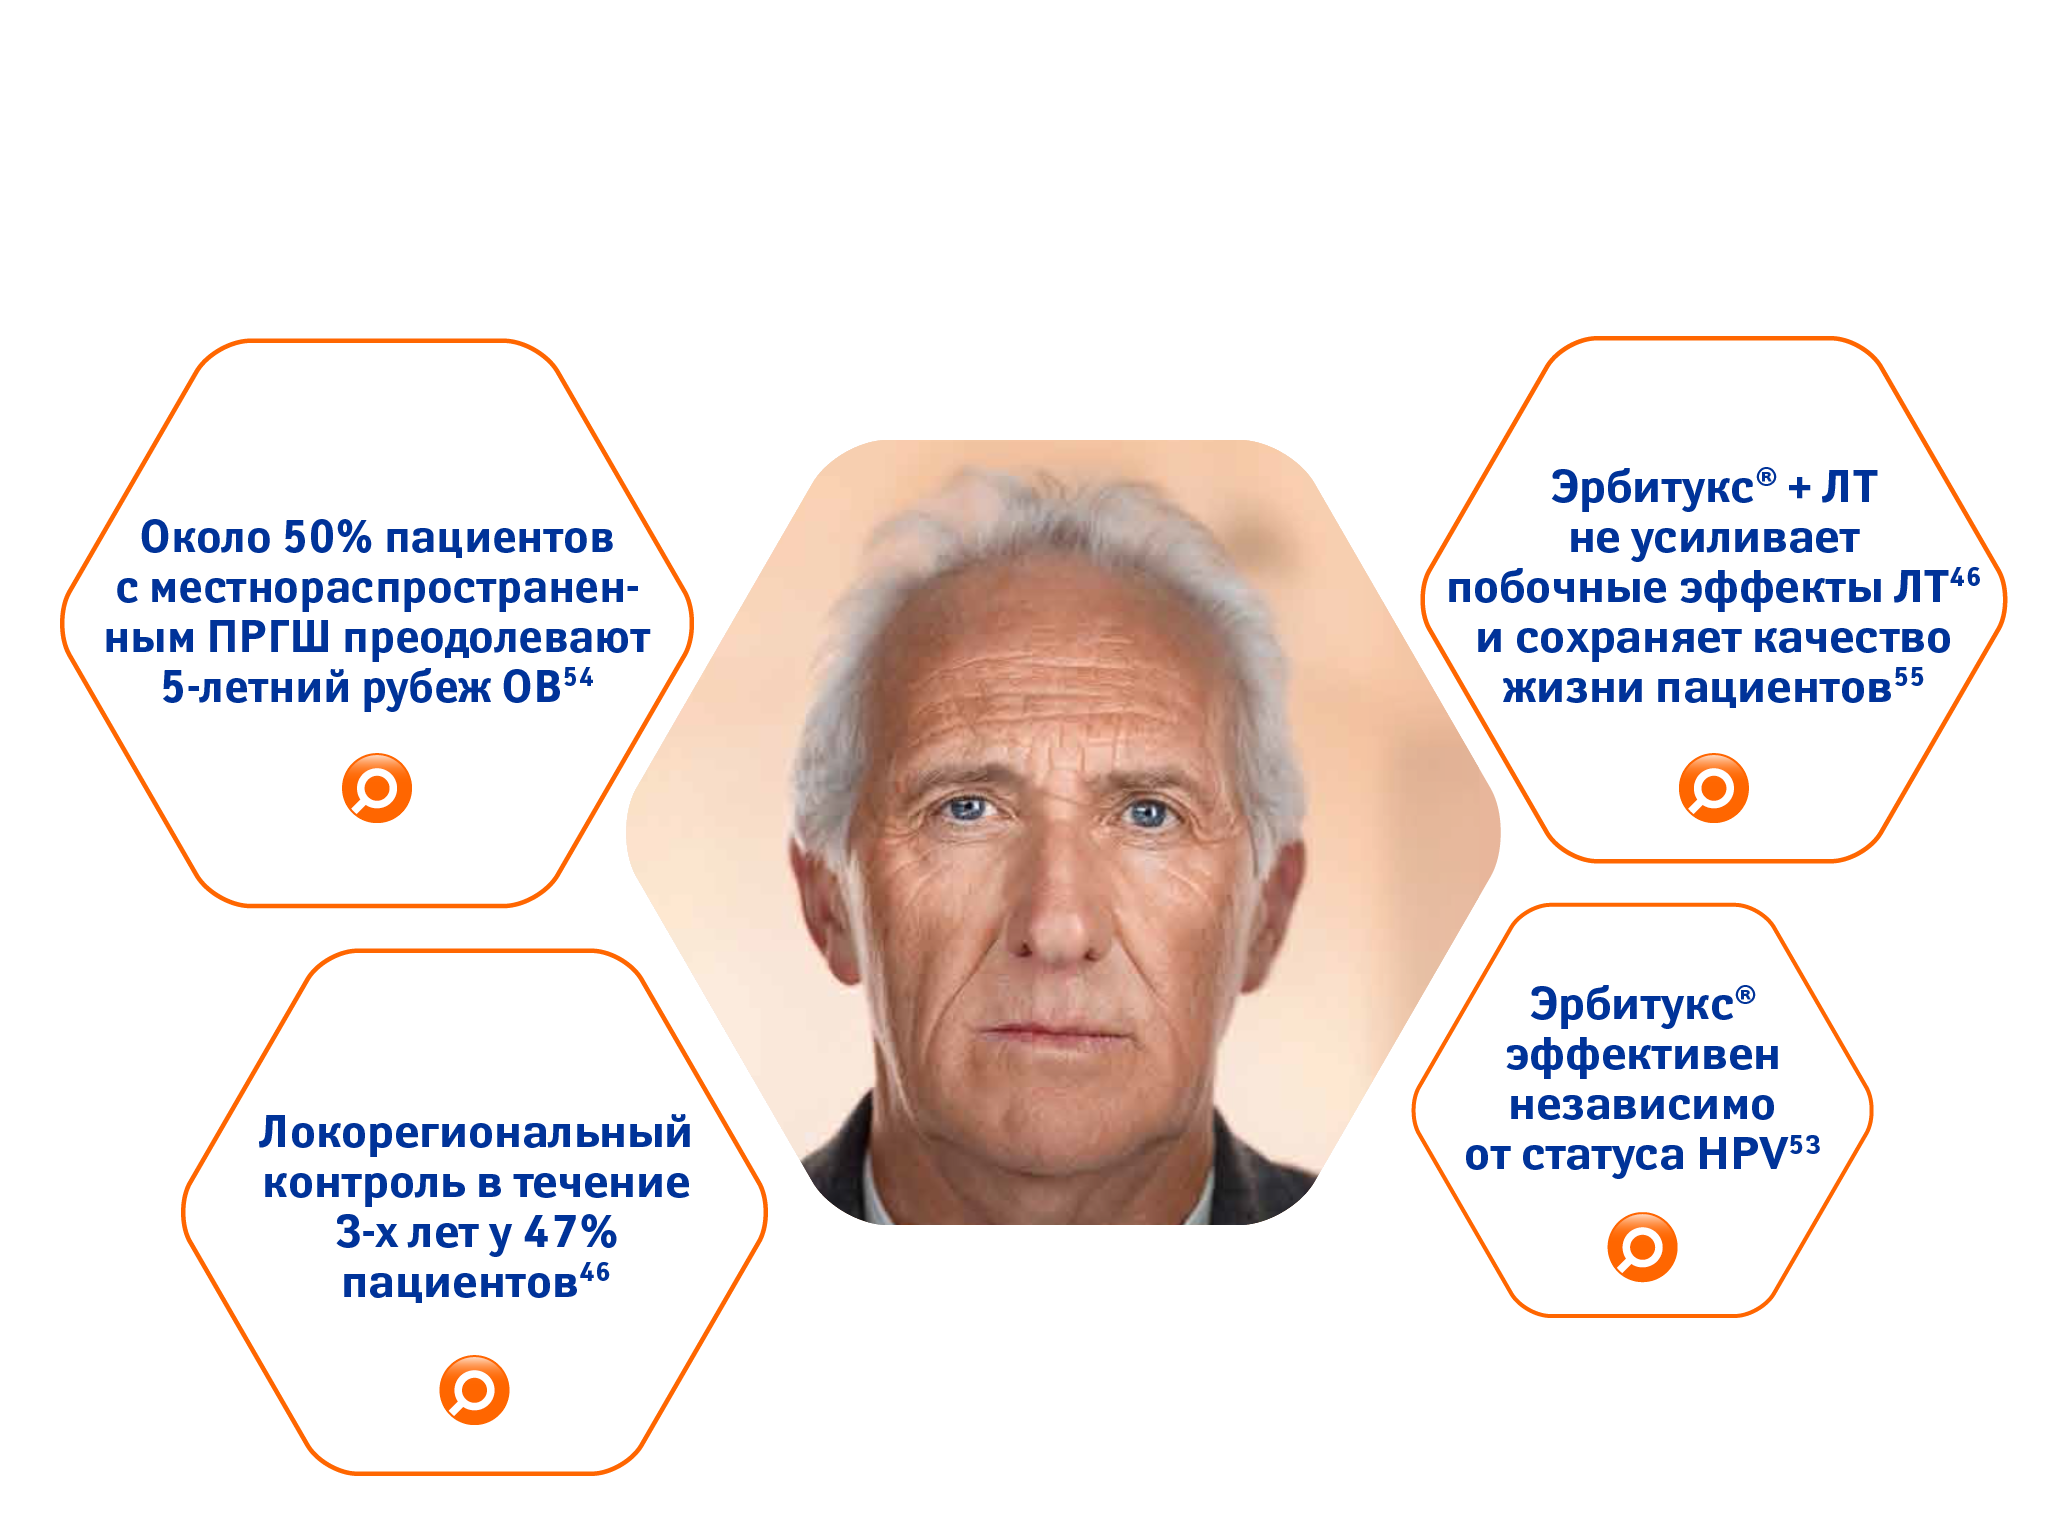 Около 50% пациентов
с местнораспространен-
ным ПРГШ преодолевают
5-летний рубеж ОВ⁵⁴
Локорегиональный
контроль в течение
3-х лет у 47%
пациентов⁴⁶
Эрбитукс® + ЛТ
не усиливает
побочные эффекты ЛТ⁴⁶
и сохраняет качество
жизни пациентов⁵⁵
Эрбитукс®
эффективен
независимо
от статуса HPV⁵³